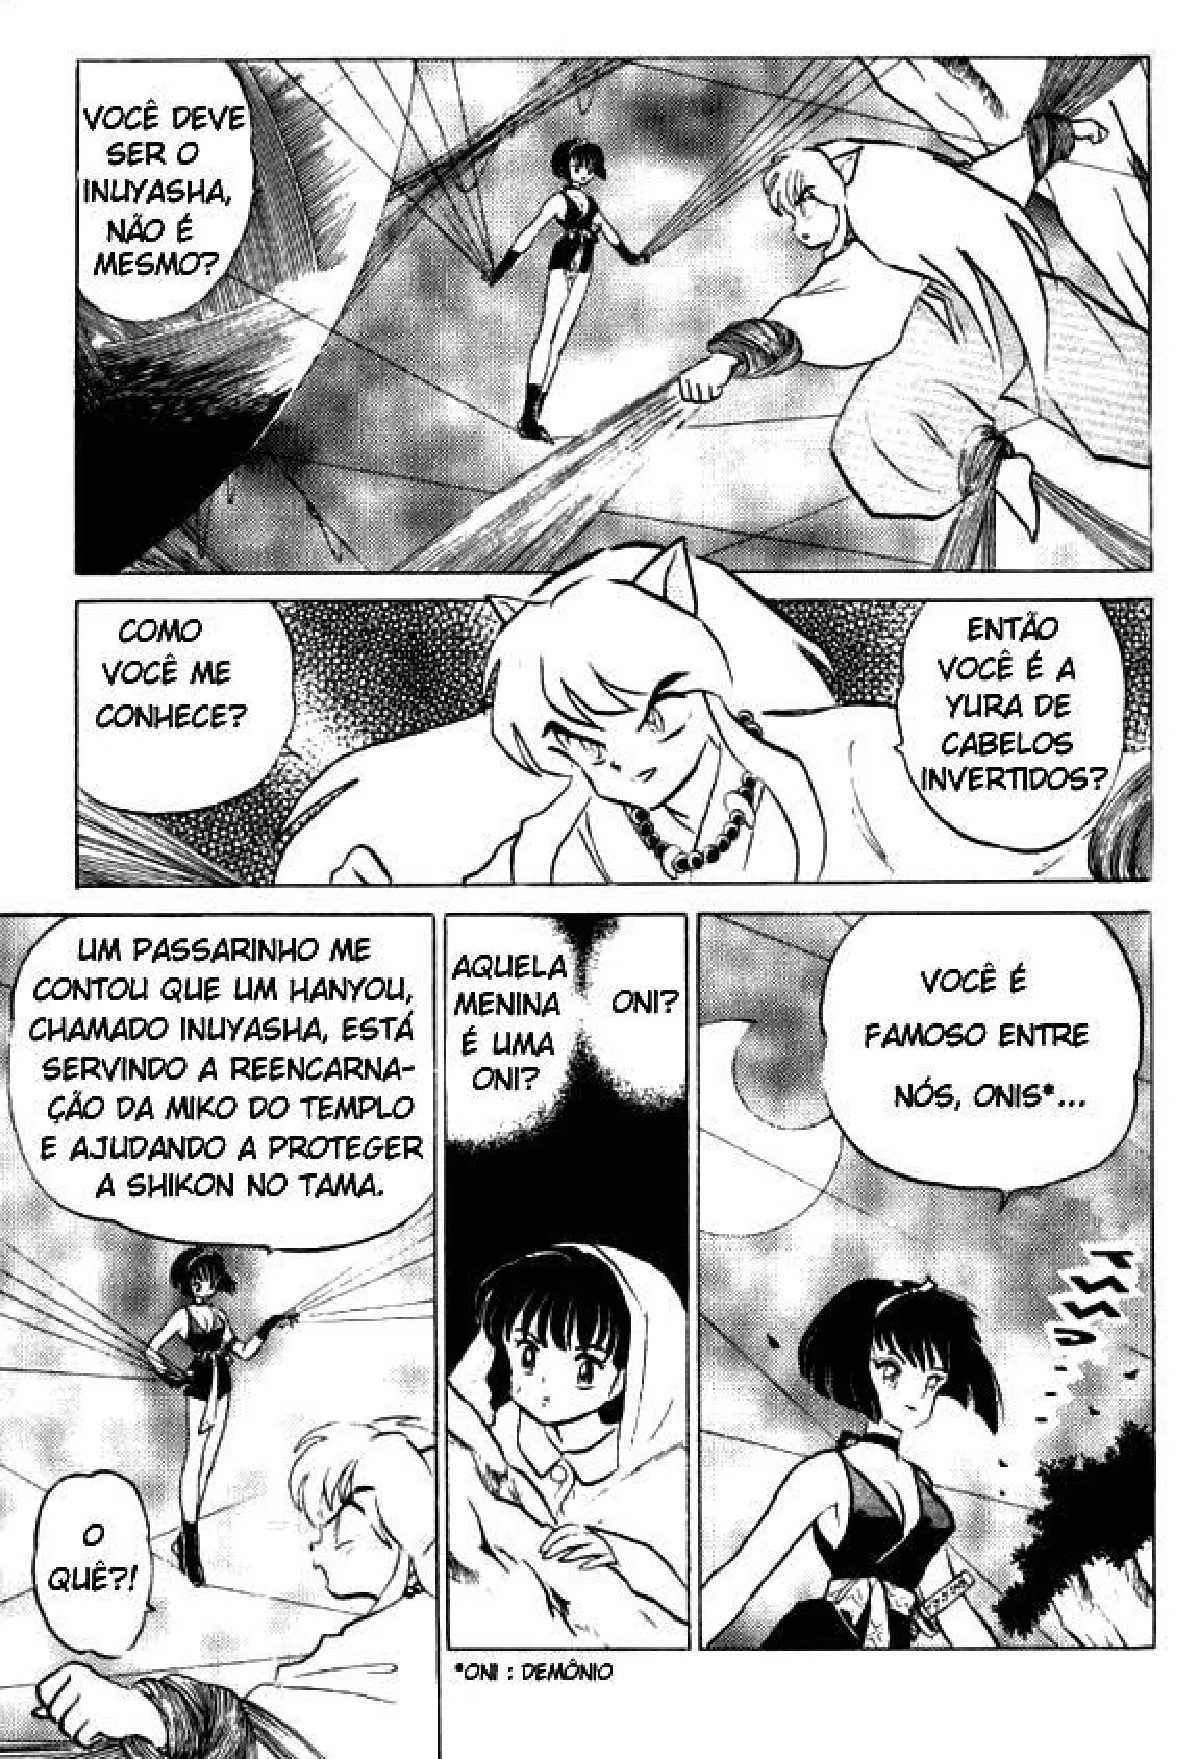 VOCÊ DEVE
SER O
INUYASHA,
NÃO É
MESMO?
ENTÃO
VOCÊ É A
YURA DE
CABELOS
INVERTIDOS?
COMO
VOCÊ ME
CONHECE?
VOCÊ É
FAMOSO ENTRE
NÓS, ONIS*...
ONI?
AQUELA
MENINA
É UMA
ONI?
UM PASSARINHO ME
CONTOU QUE UM HANYOU,
CHAMADO INUYASHA, ESTÁ
SERVINDO A REENCARNA-
ÇÃO DA MIKO DO TEMPLO
E AJUDANDO A PROTEGER
A SHIKON NO TAMA.
O
QUÊ?!
*ONI : DEMÔNIO